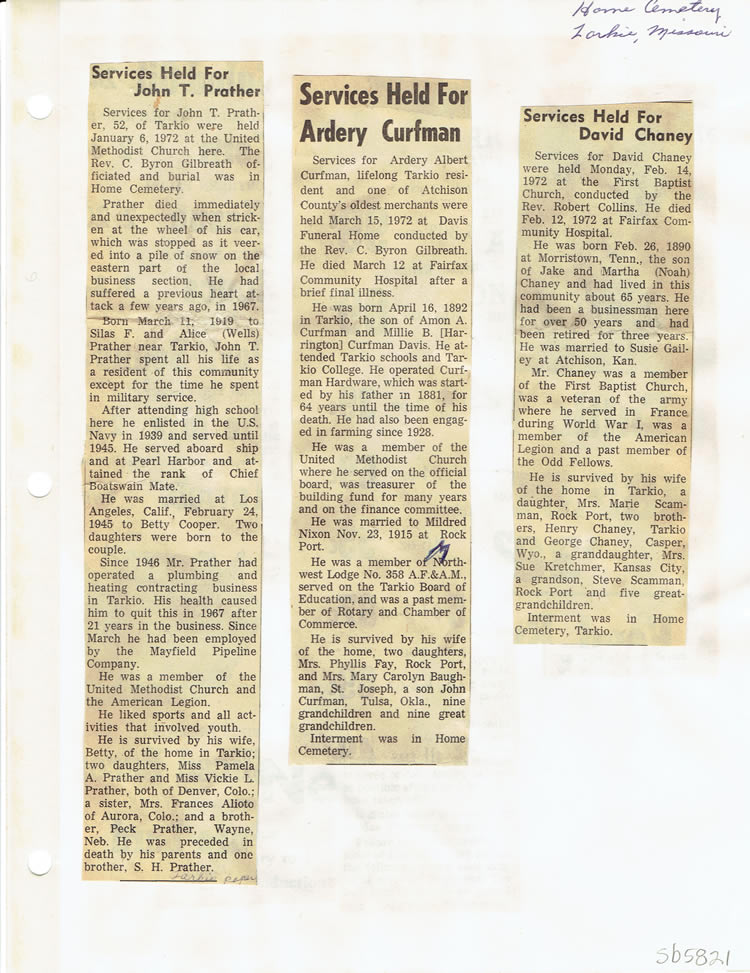 Home Cemetery
Tarkio, Missouri
Services Held For
John T. Prather
Services for John T. Prath-
er, 52, of Tarkio were held
January 6, 1972 at the United
Methodist Church here. The
Rev. C. Byron Gilbreath of-
ficiated and burial was in
Home Cemetery.
Prather died immediately
and unexpectedly when strick-
en at the wheel of his car,
which was stopped as it veer-
ed into a pile of snow on the
eastern part of the local
business section. He had
suffered a previous heart at-
tack a few years ago, in 1967.
Born March 11, 1919 to
Silas F. and Alice (Wells)
Prather near Tarkio, John T.
Prather spent all his life as
a resident of this community
except for the time he spent
in military service.
After attending high school
here he enlisted in the U.S.
Navy in 1939 and served until
1945. He served aboard ship
and at Pearl Harbor and at-
tained the rank of Chief
Boatswain Mate.
He was married at Los
Angeles, Calif., February 24,
1945 to Betty Cooper. Two
daughters were born to the
couple.
Since 1946 Mr. Prather had
operated a plumbing and
heating contracting business
in Tarkio. His health caused
him to quit this in 1967 after
21 years in the business. Since
March he had been employed
by the Mayfield Pipeline
Company.
He was a member of the
United Methodist Church and
the American Legion.
He liked sports and all act-
ivities that involved youth.
He is survived by his wife,
Betty, of the home in Tarkio;
two daughters, Miss Pamela
A. Prather and Miss Vickie L.
Prather, both of Denver, Colo.;
a sister, Mrs. Frances Alioto
of Aurora, Colo.; and a broth-
er, Peck Prather, Wayne,
Neb. He was preceded in
death by his parents and one
brother, S. H. Prather.
Tarkio paper
Services Held For
Ardery Curfman
Services for Ardery Albert
Curfman, lifelong Tarkio resi-
dent and one of Atchison
County's oldest merchants were
held March 15, 1972 at Davis
Funeral Home conducted by
the Rev. C. Byron Gilbreath.
He died March 12 at Fairfax
Community Hospital after a
brief final illness.
He was born April 16, 1892
in Tarkio, the son of Amon A.
Curfman and Millie B. [Har-
rington] Curfman Davis. He at-
tended Tarkio schools and Tar-
kio College. He operated Curf-
man Hardware, which was start-
ed by his father in 1881, for
64 years until the time of his
death. He had also been engag-
ed in farming since 1928.
He was a member of the
United Methodist Church
where he served on the official
board, was treasurer of the
building fund for many years
and on the finance committee.
He was married to Mildred
Nixon Nov. 23, 1915 at Rock
Port.
He was a member of North-
west Lodge No. 358 A.F.&A.M.,
served on the Tarkio Board of
Education, and was a past mem-
ber of Rotary and Chamber of
Commerce.
He is survived by his wife
of the home, two daughters,
Mrs. Phyllis Fay, Rock Port,
and Mrs. Mary Carolyn Baugh-
man, St. Joseph, a son John
Curfman, Tulsa, Okla., nine
grandchildren and nine great
grandchildren.
Interment was in Home
Cemetery.
Services Held For
David Chaney
Services for David Chaney
were held Monday, Feb. 14,
1972 at the First Baptist
Church, conducted by the
Rev. Robert Collins. He died
Feb. 12, 1972 at Fairfax Com-
munity Hospital.
He was born Feb. 26, 1890
at Morristown, Tenn., the son
of Jake and Martha (Noah)
Chaney and had lived in this
community about 65 years. He
had been a businessman here
for over 50 years and had
been retired for three years.
He was married to Susie Gail-
ey at Atchison, Kan.
Mr. Chaney was a member
of the First Baptist Church,
was a veteran of the army
where he served in France
during World War I, was a
member of the American
Legion and a past member of
the Odd Fellows.
He is survived by his wife
of the home in Tarkio, a
daughter, Mrs. Marie Scam-
man, Rock Port, two broth-
ers, Henry Chaney, Tarkio
and George Chaney, Casper,
Wyo., a granddaughter, Mrs.
Sue Kretchmer, Kansas City,
a grandson, Steve Scamman,
Rock Port and five great-
grandchildren.
Interment was in Home
Cemetery, Tarkio.
Sb5821